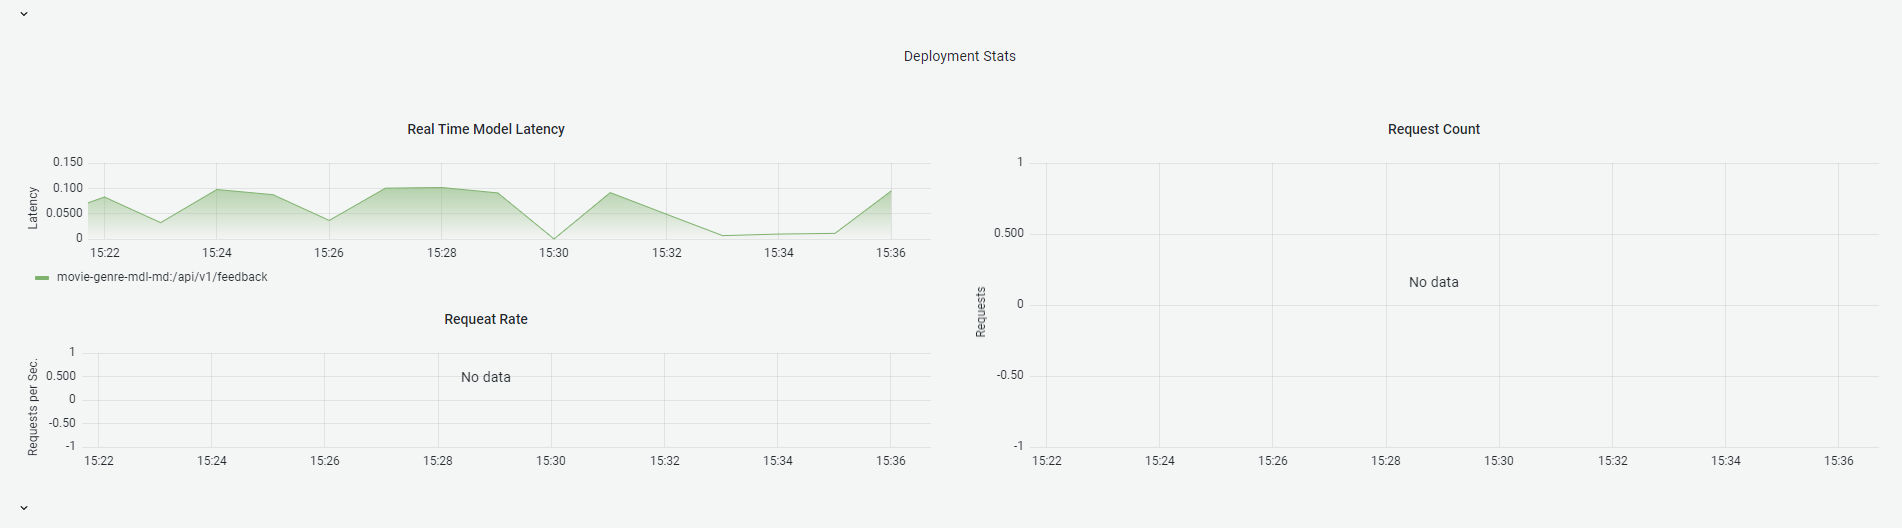 Deployment Stats
Real Time Model Latency
Latency
0.150
0.100
0.0500
0
15:22 15:24 15:26 15:28 15:30 15:32 15:34 15:36
movie-genre-mdl-md:/api/v1/feedback
Requeat Rate
Requests per Sec.
1
0.500
0
-0.50
-1
No data
15:22 15:24 15:26 15:28 15:30 15:32 15:34 15:36
Request Count
Requests
1
0.500
0
-0.50
-1
No data
15:22 15:24 15:26 15:28 15:30 15:32 15:34 15:36